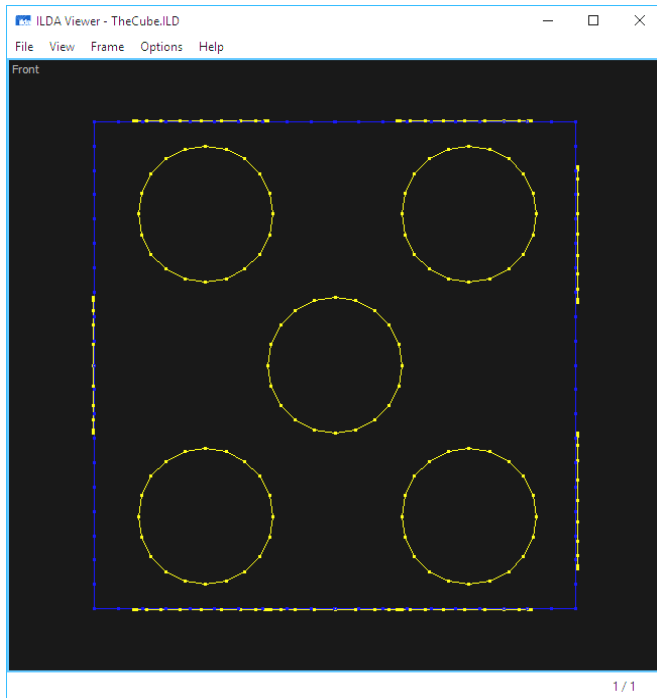 ILDA Viewer - TheCube.ILD
File View Frame Options Help
Front
1 / 1